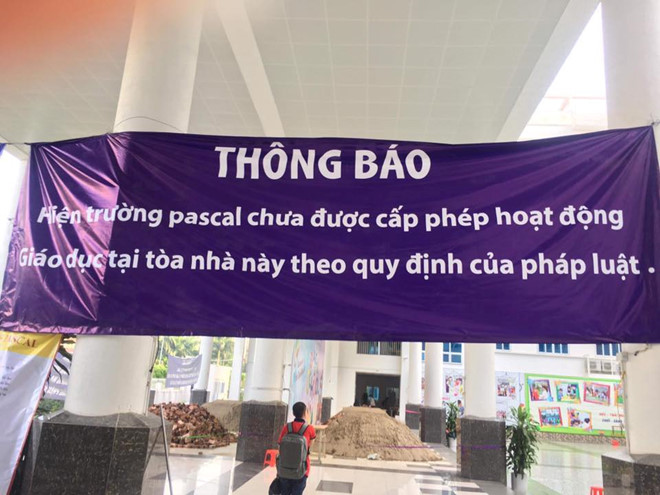 THÔNG BÁO
Hiện trường pascal chưa được cấp phép hoạt động
Giáo dục tại tòa nhà này theo quy định của pháp luật .